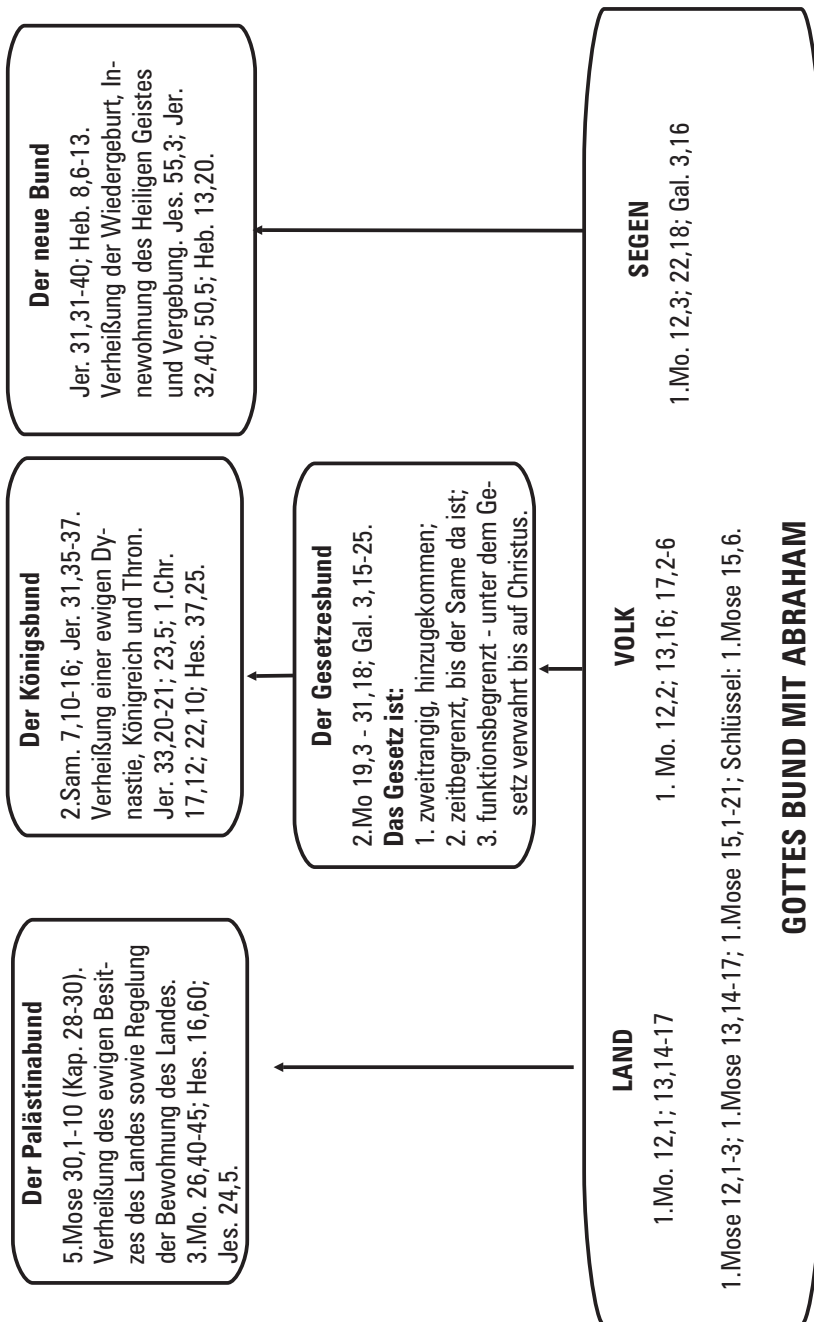 Der Palästinabund
5.Mose 30,1-10 (Kap. 28-30).
Verheißung des ewigen Besit-
zes des Landes sowie Regelung
der Bewohnung des Landes.
3.Mo. 26,40-45; Hes. 16,60;
Jes. 24,5.
Der Königsbund
2.Sam. 7,10-16; Jer. 31,35-37.
Verheißung einer ewigen Dy-
nastie, Königreich und Thron.
Jer. 33,20-21; 23,5; 1.Chr.
17,12; 22,10; Hes. 37,25.
Der neue Bund
Jer. 31,31-40; Heb. 8,6-13.
Verheißung der Wiedergeburt, In-
newohnung des Heiligen Geistes
und Vergebung. Jes. 55,3; Jer.
32,40; 50,5; Heb. 13,20.
Der Gesetzesbund
2.Mo 19,3 - 31,18; Gal. 3,15-25.
Das Gesetz ist:
1. zweitrangig, hinzugekommen;
2. zeitbegrenzt, bis der Same da ist;
3. funktionsbegrenzt - unter dem Ge-
setz verwahrt bis auf Christus.
LAND
1.Mo. 12,1; 13,14-17
VOLK
1. Mo. 12,2; 13,16; 17,2-6
SEGEN
1.Mo. 12,3; 22,18; Gal. 3,16
1.Mose 12,1-3; 1.Mose 13,14-17; 1.Mose 15,1-21; Schlüssel: 1.Mose 15,6.
GOTTES BUND MIT ABRAHAM